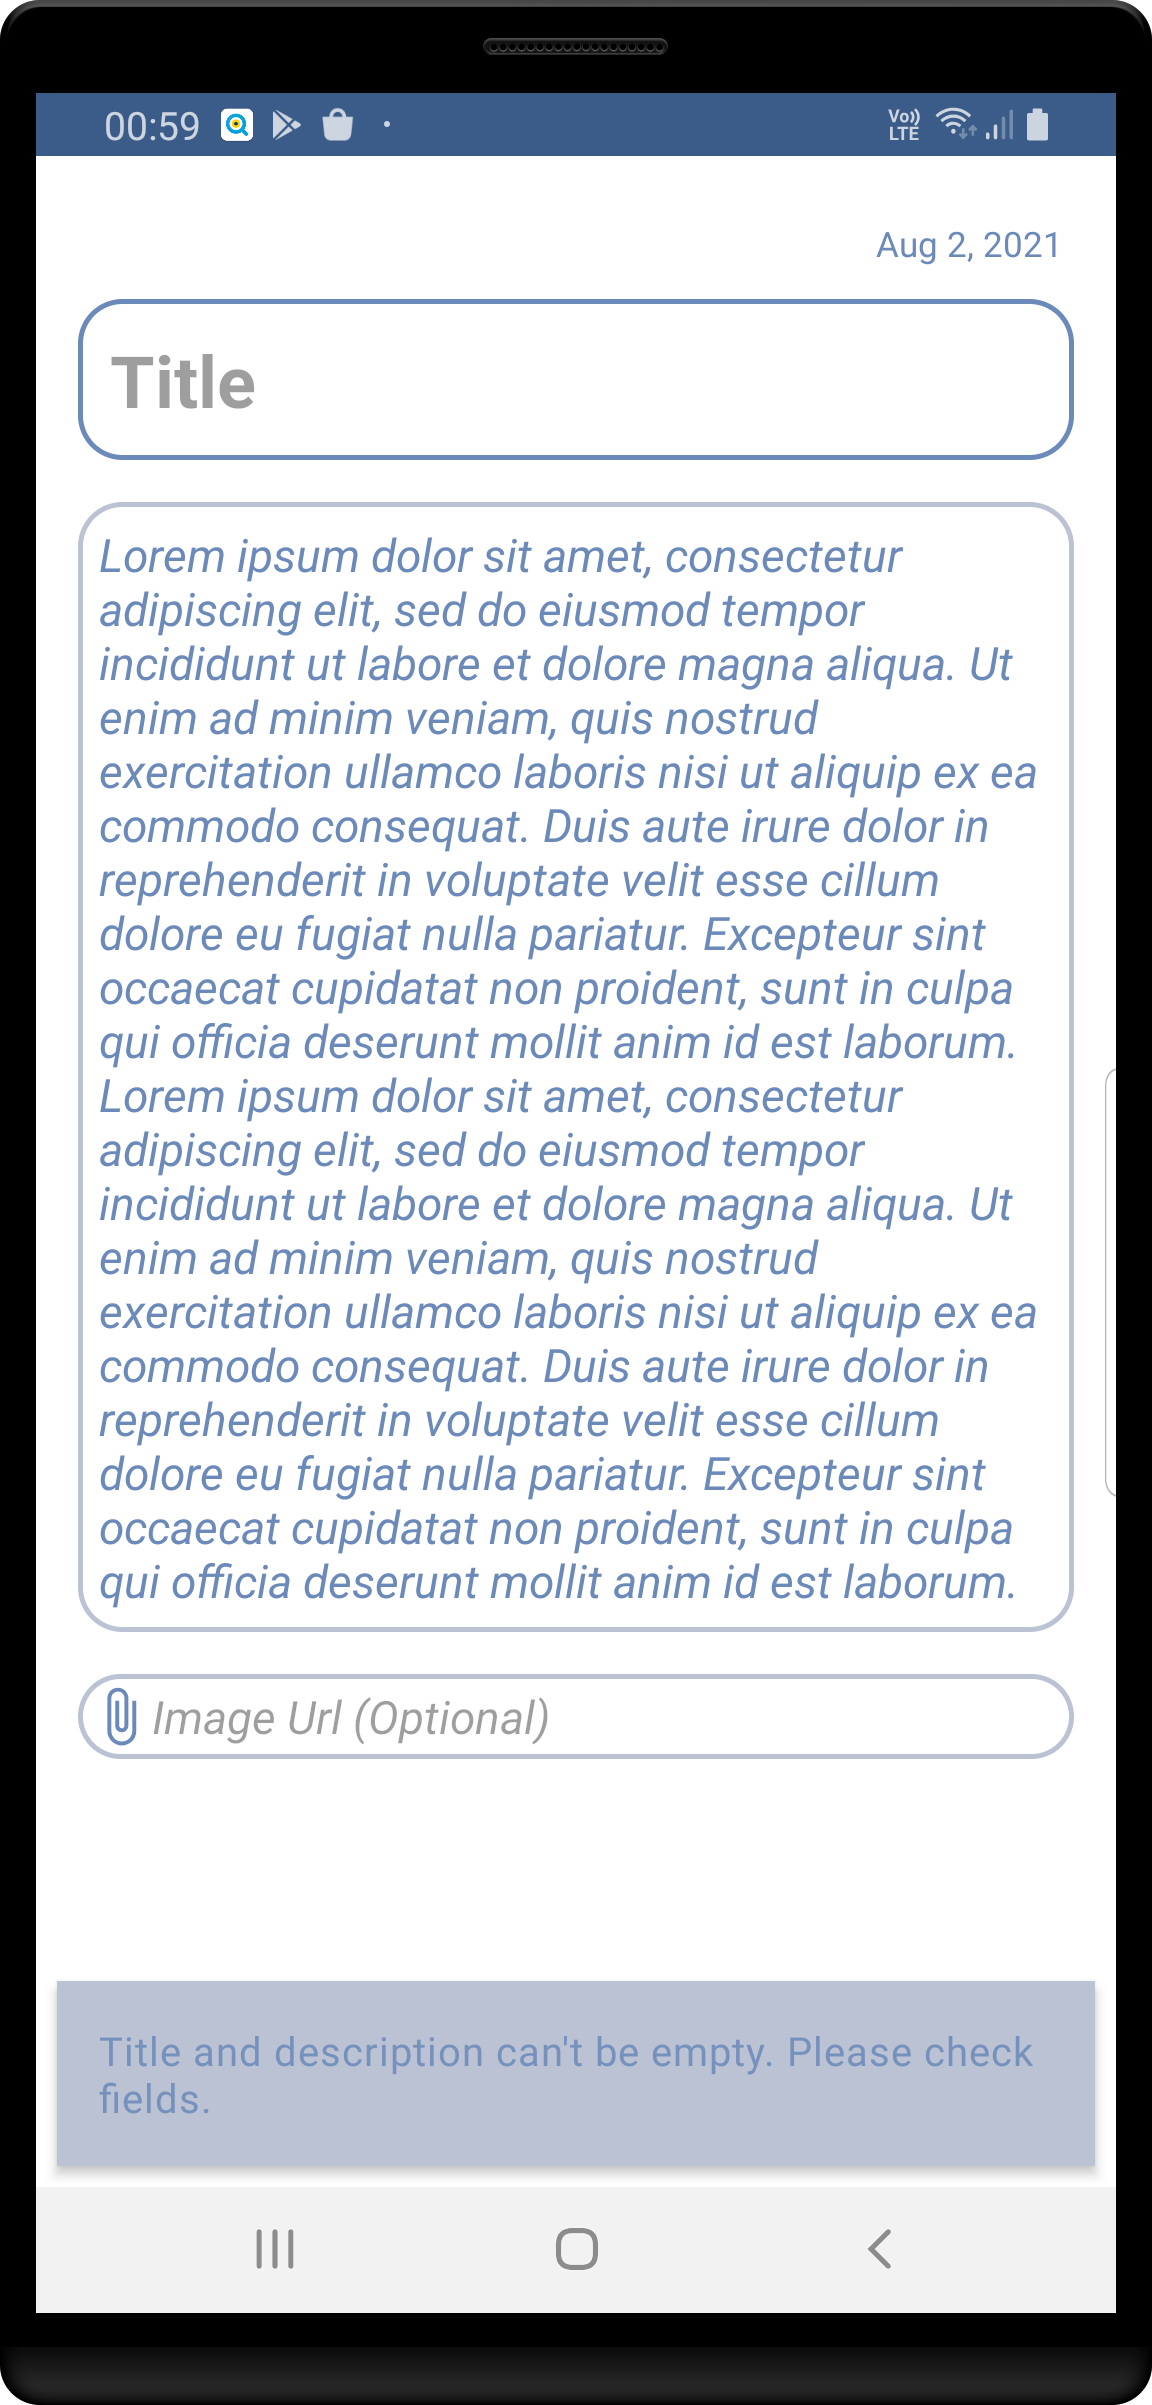 00:59
Vo)) LTE
Aug 2, 2021
Title
Lorem ipsum dolor sit amet, consectetur
adipiscing elit, sed do eiusmod tempor
incididunt ut labore et dolore magna aliqua. Ut
enim ad minim veniam, quis nostrud
exercitation ullamco laboris nisi ut aliquip ex ea
commodo consequat. Duis aute irure dolor in
reprehenderit in voluptate velit esse cillum
dolore eu fugiat nulla pariatur. Excepteur sint
occaecat cupidatat non proident, sunt in culpa
qui officia deserunt mollit anim id est laborum.
Lorem ipsum dolor sit amet, consectetur
adipiscing elit, sed do eiusmod tempor
incididunt ut labore et dolore magna aliqua. Ut
enim ad minim veniam, quis nostrud
exercitation ullamco laboris nisi ut aliquip ex ea
commodo consequat. Duis aute irure dolor in
reprehenderit in voluptate velit esse cillum
dolore eu fugiat nulla pariatur. Excepteur sint
occaecat cupidatat non proident, sunt in culpa
qui officia deserunt mollit anim id est laborum.
Image Url (Optional)
Title and description can't be empty. Please check
fields.